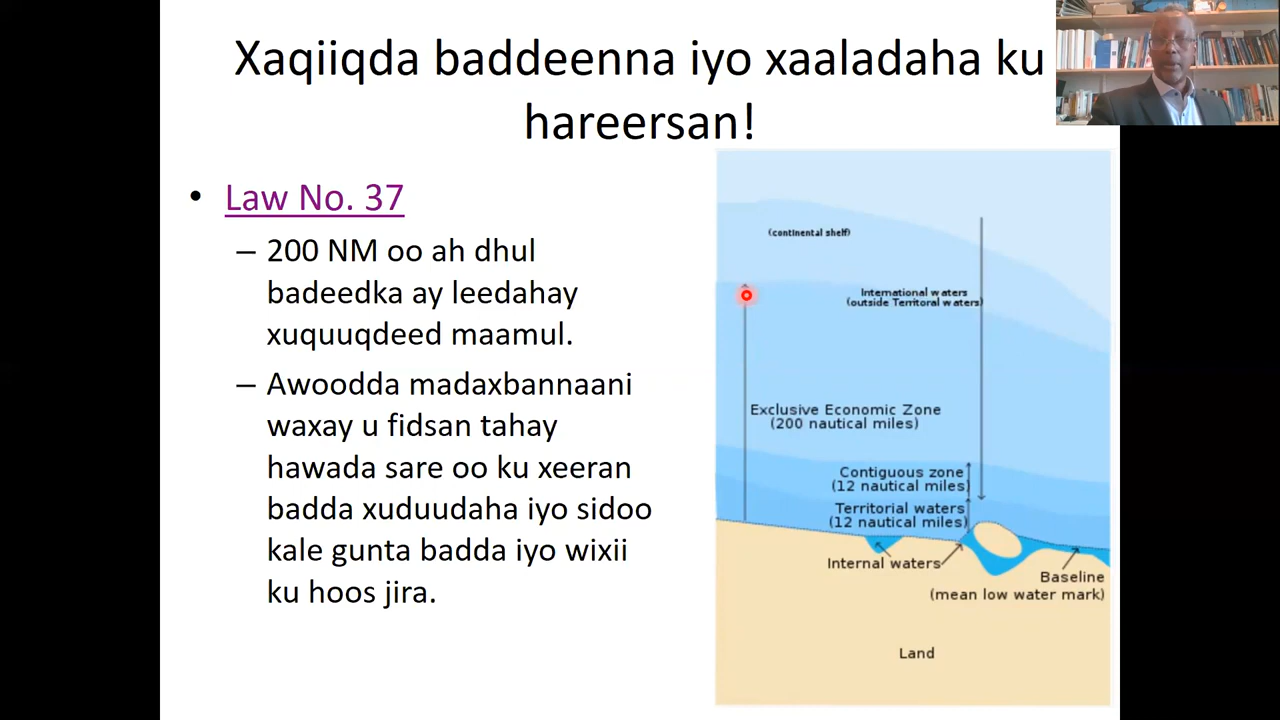 Xaqiiqda baddeenna iyo xaaladaha ku
hareersan!
• Law No. 37
– 200 NM oo ah dhul
badeedka ay leedahay
xuquuqdeed maamul.
– Awoodda madaxbannaani
waxay u fidsan tahay
hawada sare oo ku xeeran
badda xuduudaha iyo sidoo
kale gunta badda iyo wixii
ku hoos jira.
(continental shelf)
International waters
(outside Territoral waters)
Exclusive Economic Zone
(200 nautical miles)
Contiguous zone
(12 nautical miles)
Territorial waters
(12 nautical miles)
Internal waters
Baseline
(mean low water mark)
Land